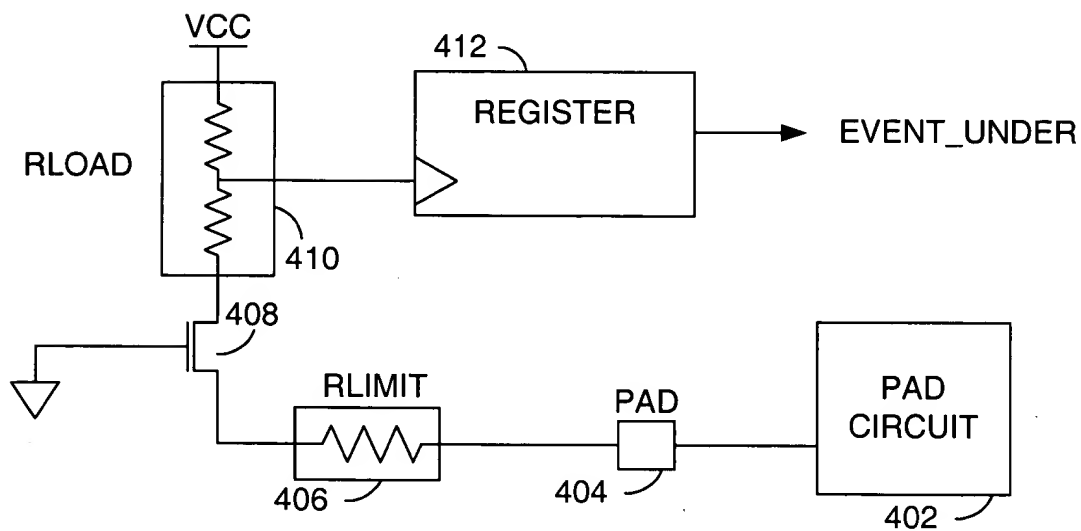 VCC
412
REGISTER
EVENT_UNDER
RLOAD
410
408
RLIMIT
PAD
PAD
CIRCUIT
406
404
402